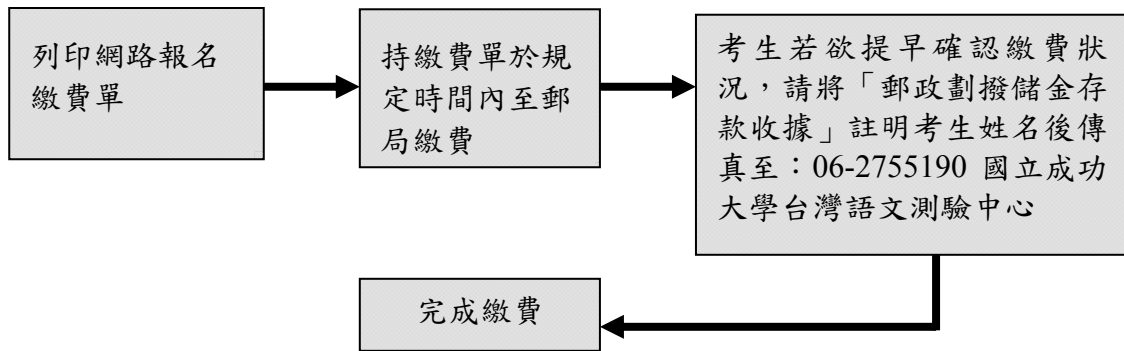 列印網路報名
繳費單
持繳費單於規
定時間內至郵
局繳費
考生若欲提早確認繳費狀
況，請將「郵政劃撥儲金存
款收據」註明考生姓名後傳
真至：06-2755190 國立成功
大學台灣語文測驗中心
完成繳費